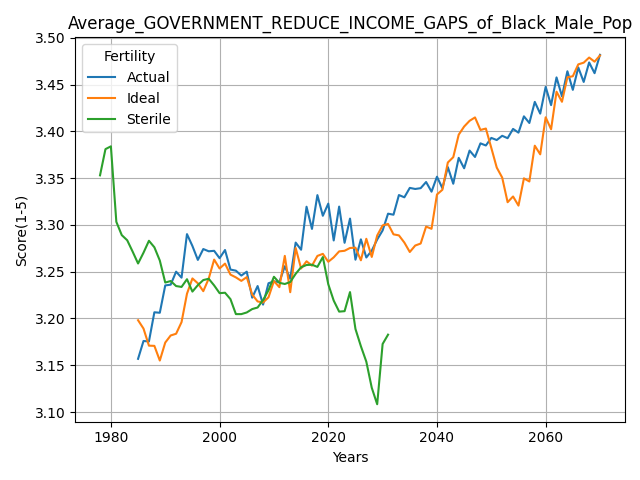 Average_GOVERNMENT_REDUCE_INCOME_GAPS_of_Black_Male_Pop
Fertility
Actual
Ideal
Sterile
3.50
3.45
3.40
3.35
3.30
3.25
3.20
3.15
3.10
Score(1-5)
1980 2000 2020 2040 2060
Years